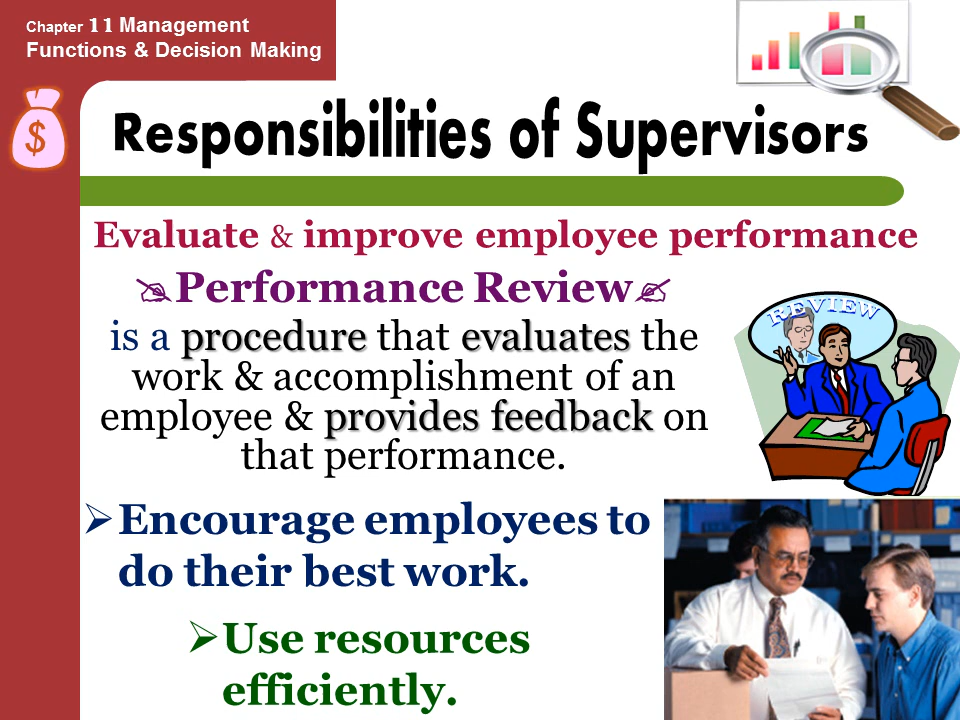 Chapter 11 Management
Functions & Decision Making
$
Responsibilities of Supervisors
Evaluate & improve employee performance
Performance Review
REVIEW
is a procedure that evaluates the
work & accomplishment of an
employee & provides feedback on
that performance.
➢Encourage employees to
do their best work.
➢Use resources
efficiently.